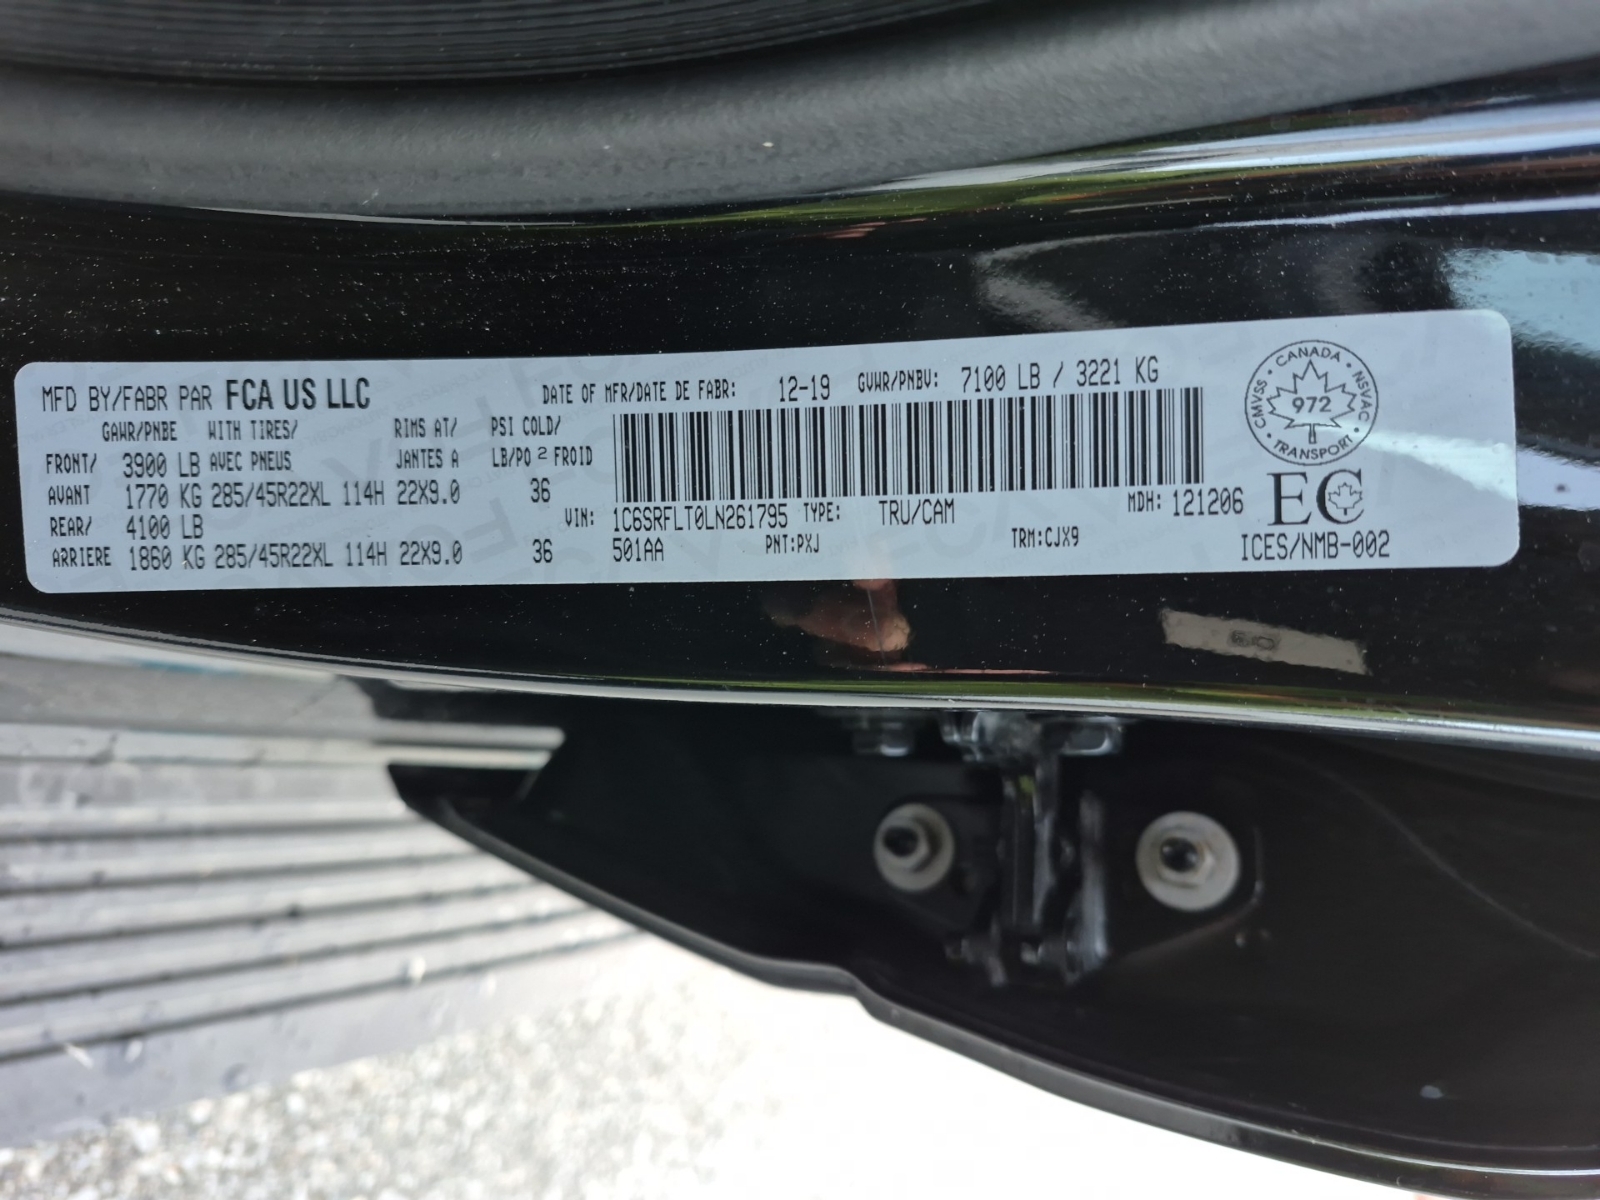 MFD BY/FABR PAR FCA US LLC DATE OF MFR/DATE DE FABR: 12-19 GVWR/PNBV: 7100 LB / 3221 KG
GAWR/PNBE WITH TIRES/ RIMS AT/ PSI COLD/
FRONT/ 3900 LB AVEC PNEUS JANTES A LB/PO 2 FROID
AVANT 1770 KG 285/45R22XL 114H 22X9.0 36
REAR/ 4100 LB VIN: 1C6SRFLT0LN261795 TYPE: TRU/CAM MDH: 121206
ARRIERE 1860 KG 285/45R22XL 114H 22X9.0 36 501AA PNT:PXJ TRM:CJX9
CANADA
CMVSS 972 NSVAC
TRANSPORT
EC
ICES/NMB-002